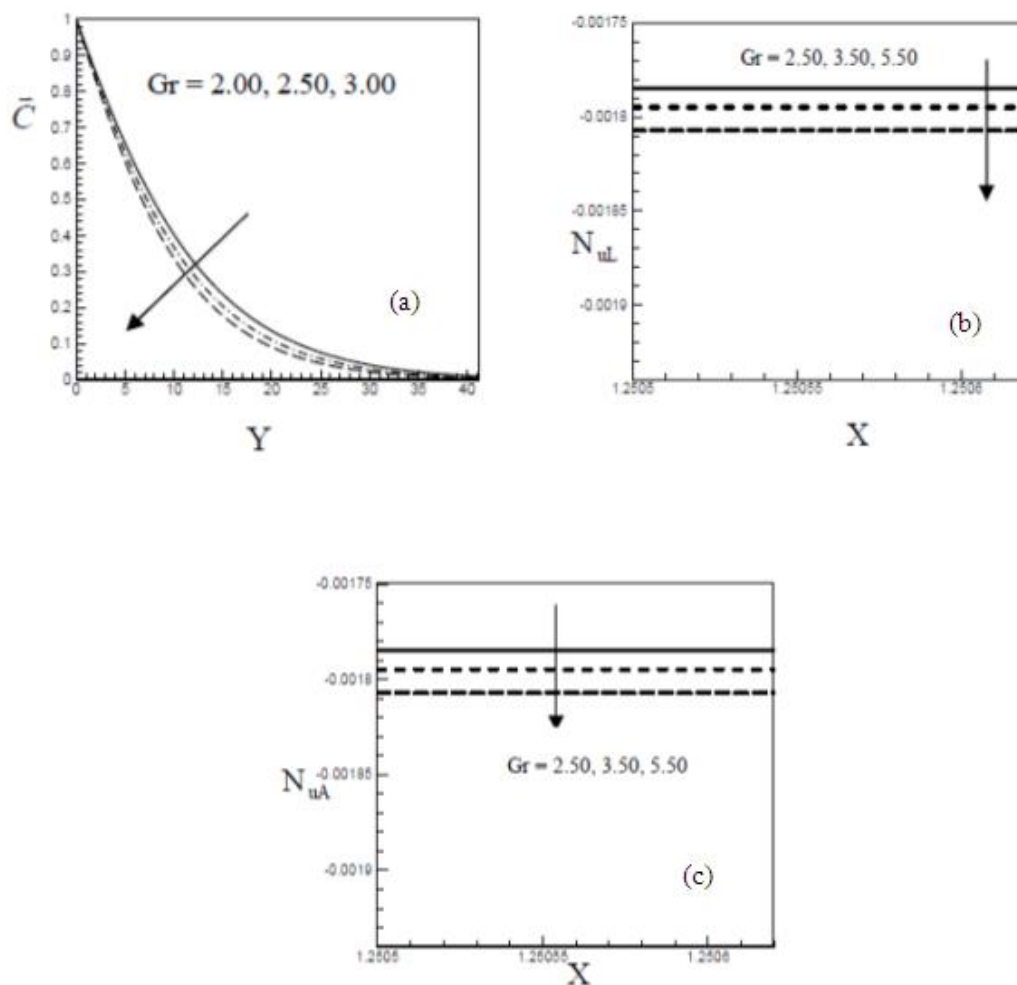 1
0.9
0.8
0.7
0.6
0.5
0.4
0.3
0.2
0.1
0
C̄
Gr = 2.00, 2.50, 3.00
(a)
0 5 10 15 20 25 30 35 40
Y
-0.00175
-0.0018
-0.00185
-0.0019
N uL
Gr = 2.50, 3.50, 5.50
(b)
1.2505 1.25055 1.2506
X
-0.00175
-0.0018
-0.00185
-0.0019
N uA
Gr = 2.50, 3.50, 5.50
(c)
1.2505 1.25055 1.2506
X